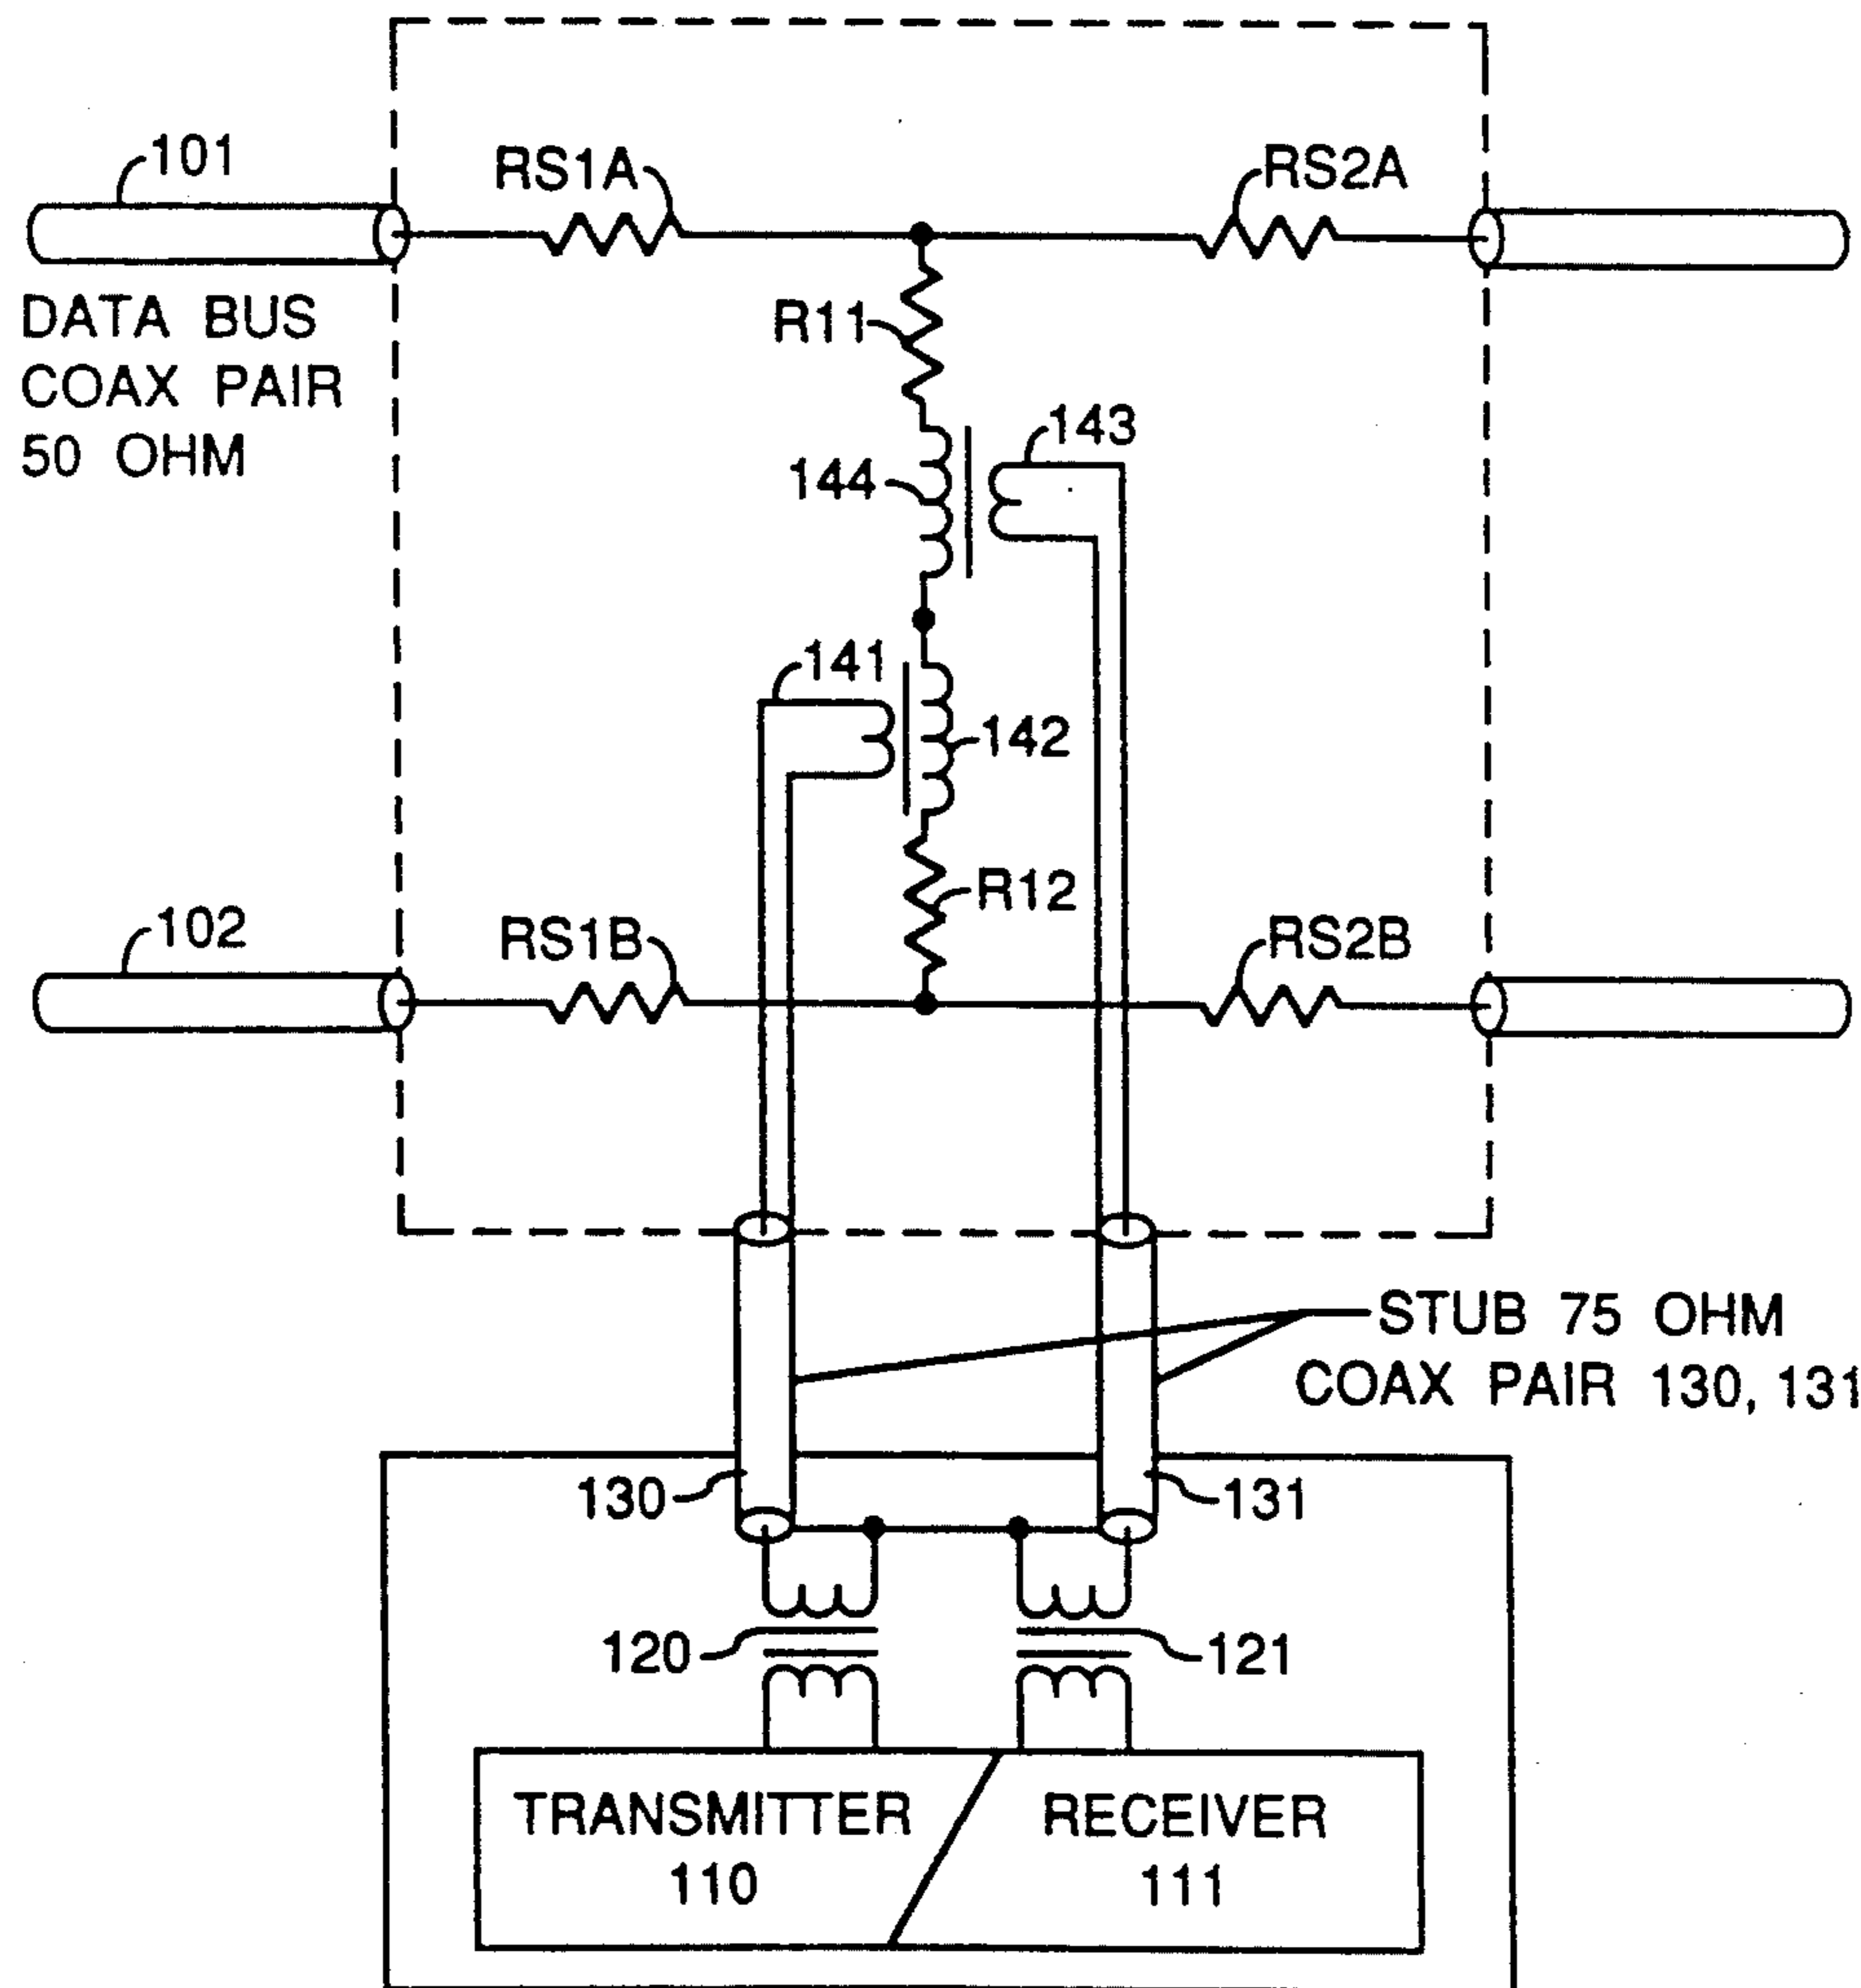 101
RS1A
RS2A
DATA BUS
COAX PAIR
50 OHM
R11
143
144
141
142
R12
102
RS1B
RS2B
STUB 75 OHM
COAX PAIR 130, 131
130
131
120
121
TRANSMITTER
110
RECEIVER
111